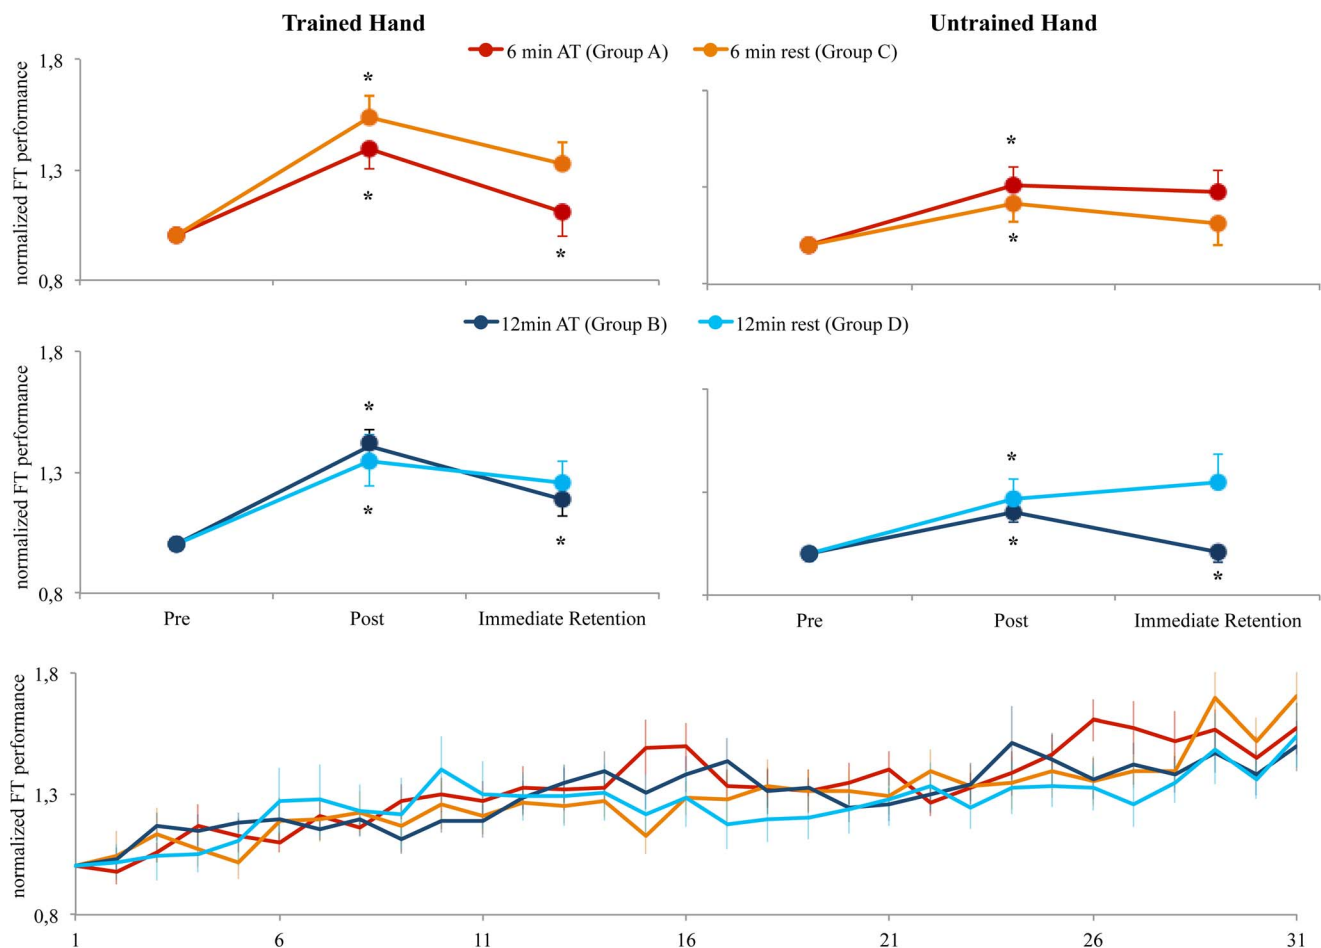 Trained Hand
Untrained Hand
6 min AT (Group A)
6 min rest (Group C)
normalized FT performance
1,8
1,3
0,8
*
*
*
*
*
12min AT (Group B)
12min rest (Group D)
normalized FT performance
1,8
1,3
0,8
*
*
*
*
*
*
Pre
Post
Immediate Retention
Pre
Post
Immediate Retention
normalized FT performance
1,8
1,3
0,8
1
6
11
16
21
26
31